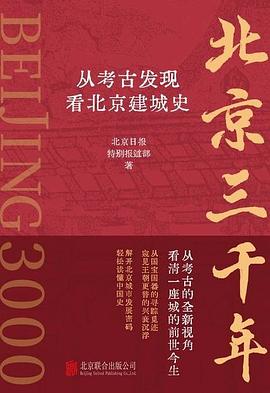 北京三千年
BEIJING 3000
从考古发现
看北京建城史
北京日报
特别报道部
著
从考古的全新视角
看清一座城的前世今生
从国宝国器的寻踪觅迹
窥见王朝更替的兴衰沉浮
解开北京城市发展密码
轻松读懂中国史
北京联合出版公司
Beijing United Publishing Co.,Ltd.